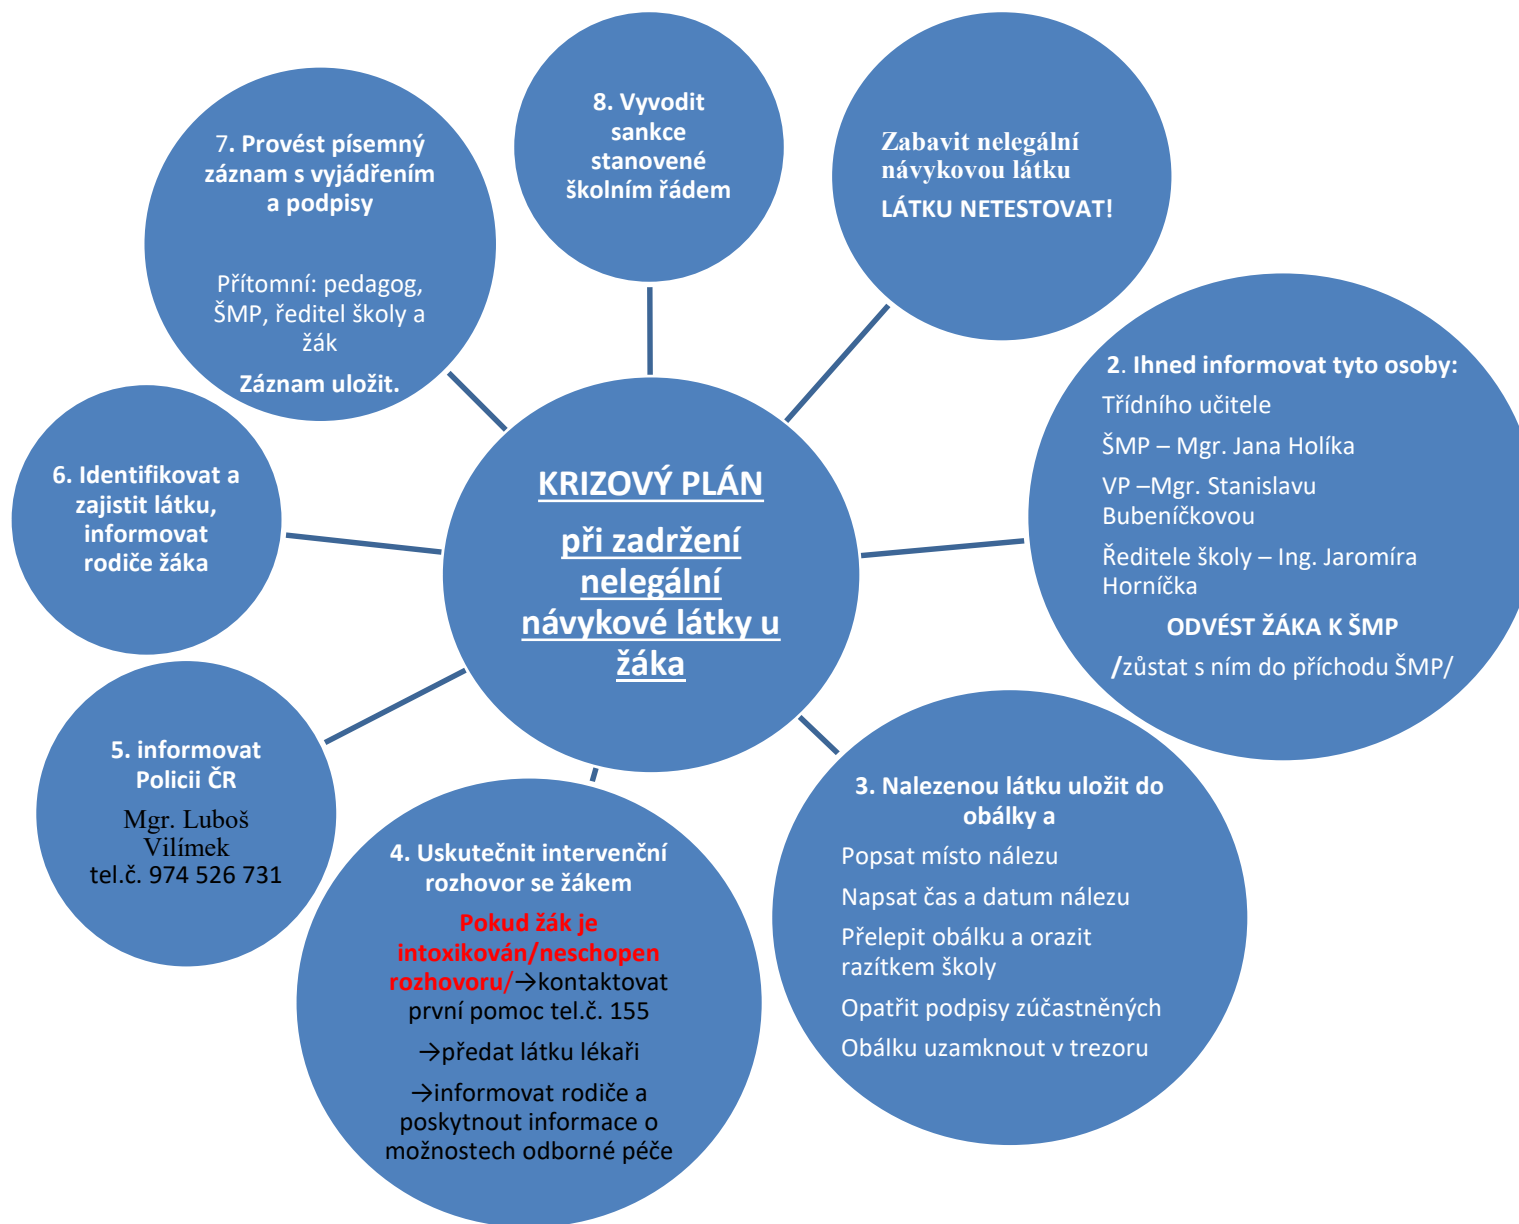 KRIZOVÝ PLÁN
při zadržení
nelegální
návykové látky u
žáka
Zabavit nelegální
návykovou látku
LÁTKU NETESTOVAT!
2. Ihned informovat tyto osoby:
Třídního učitele
ŠMP – Mgr. Jana Holíka
VP –Mgr. Stanislavu
Bubeníčkovou
Ředitele školy – Ing. Jaromíra
Horníčka
ODVÉST ŽÁKA K ŠMP
/zůstat s ním do příchodu ŠMP/
3. Nalezenou látku uložit do
obálky a
Popsat místo nálezu
Napsat čas a datum nálezu
Přelepit obálku a orazit
razítkem školy
Opatřit podpisy zúčastněných
Obálku uzamknout v trezoru
4. Uskutečnit intervenční
rozhovor se žákem
Pokud žák je
intoxikován/neschopen
rozhovoru/→kontaktovat
první pomoc tel.č. 155
→předat látku lékaři
→informovat rodiče a
poskytnout informace o
možnostech odborné péče
5. informovat
Policii ČR
Mgr. Luboš
Vilímek
tel.č. 974 526 731
6. Identifikovat a
zajistit látku,
informovat
rodiče žáka
7. Provést písemný
záznam s vyjádřením
a podpisy
Přítomní: pedagog,
ŠMP, ředitel školy a
žák
Záznam uložit.
8. Vyvodit
sankce
stanovené
školním řádem